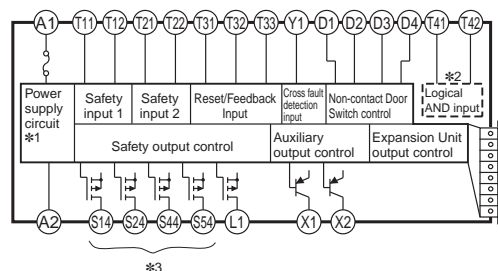 A1 T11 T12 T21 T22 T31 T32 T33 Y1 D1 D2 D3 D4 T41 T42
Power
supply
circuit
*1
Safety
input 1
Safety
input 2
Reset/Feedback
Input
Cross fault
detection
input
Non-contact Door
Switch control
*2
Logical
AND input
Safety output control
Auxiliary
output control
Expansion Unit
output control
A2 S14 S24 S44 S54 L1 X1 X2
*3